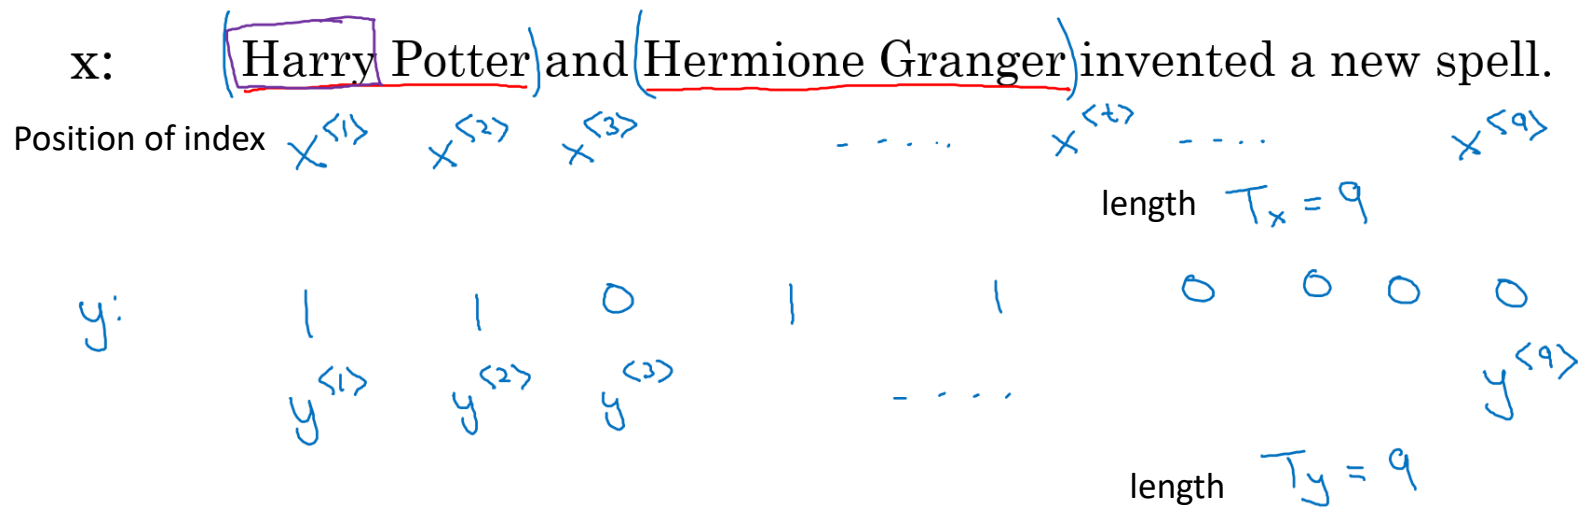 x: Harry Potter and Hermione Granger invented a new spell.
Position of index x<1> x<2> x<3> - - - · · x<t> - - · · x<9>
length Tx = 9
y: 1 1 0 1 1 0 0 0 0
y<1> y<2> y<3> - · · · y<9>
length Ty = 9